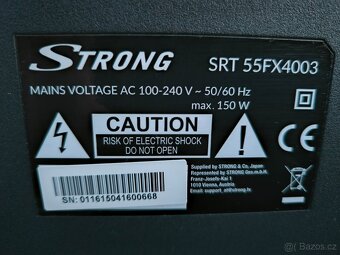 STRONG
SRT 55FX4003
MAINS VOLTAGE AC 100-240 V ~ 50/60 Hz
max. 150 W
CAUTION
RISK OF ELECTRIC SHOCK
DO NOT OPEN
CE
Supplied by STRONG & Co, Japan
Represented by STRONG Ges.m.b.H.
Franz-Josefs-Kai 1
1010 Vienna, Austria
SN: 011615041600668
bazos.cz